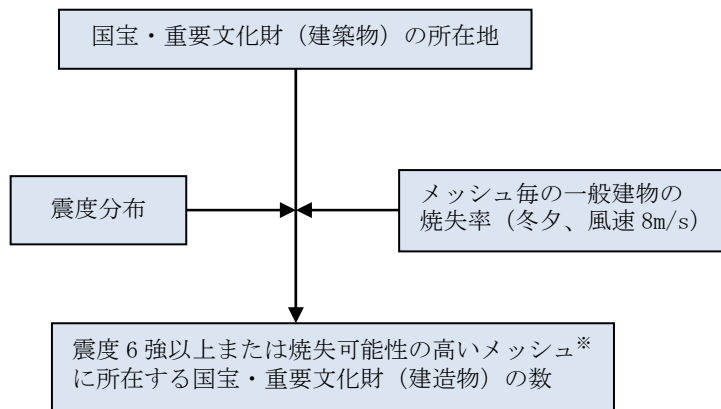 国宝・重要文化財（建築物）の所在地
震度分布
メッシュ毎の一般建物の
焼失率（冬夕、風速 8m/s）
震度 6 強以上または焼失可能性の高いメッシュ※
に所在する国宝・重要文化財（建造物）の数